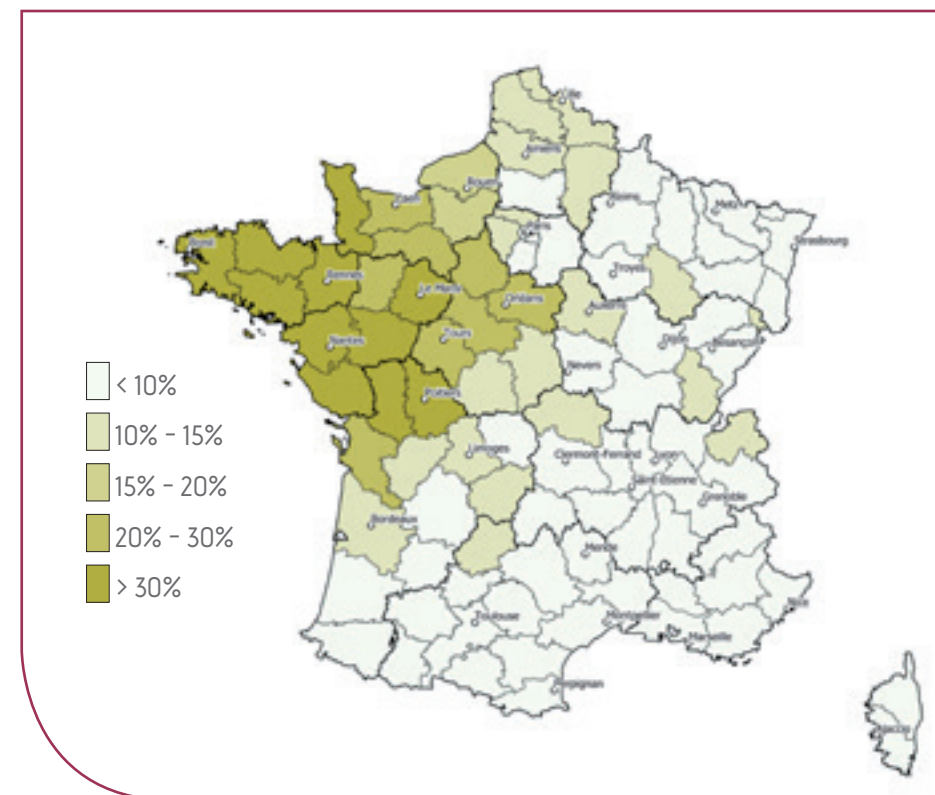 Lille
Amiens
Rouen
Caen
Reims
Metz
Paris
Strasbourg
Brest
Rennes
Le Mans
Troyes
Orléans
Auxerre
Nantes
Tours
Dijon
Besançon
Nevers
Poitiers
Limoges
Clermont-Ferrand
Lyon
Saint-Étienne
Grenoble
Bordeaux
Mende
Toulouse
Montpellier
Nice
Marseille
Perpignan
Ajaccio
< 10%
10% - 15%
15% - 20%
20% - 30%
> 30%